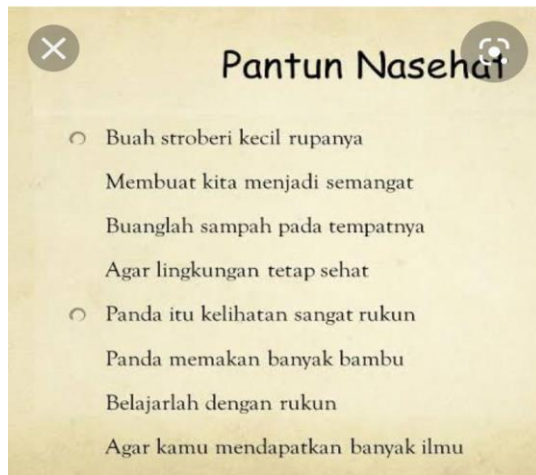 Pantun Nasehat
Buah stroberi kecil rupanya
Membuat kita menjadi semangat
Buanglah sampah pada tempatnya
Agar lingkungan tetap sehat
Panda itu kelihatan sangat rukun
Panda memakan banyak bambu
Belajarlah dengan rukun
Agar kamu mendapatkan banyak ilmu